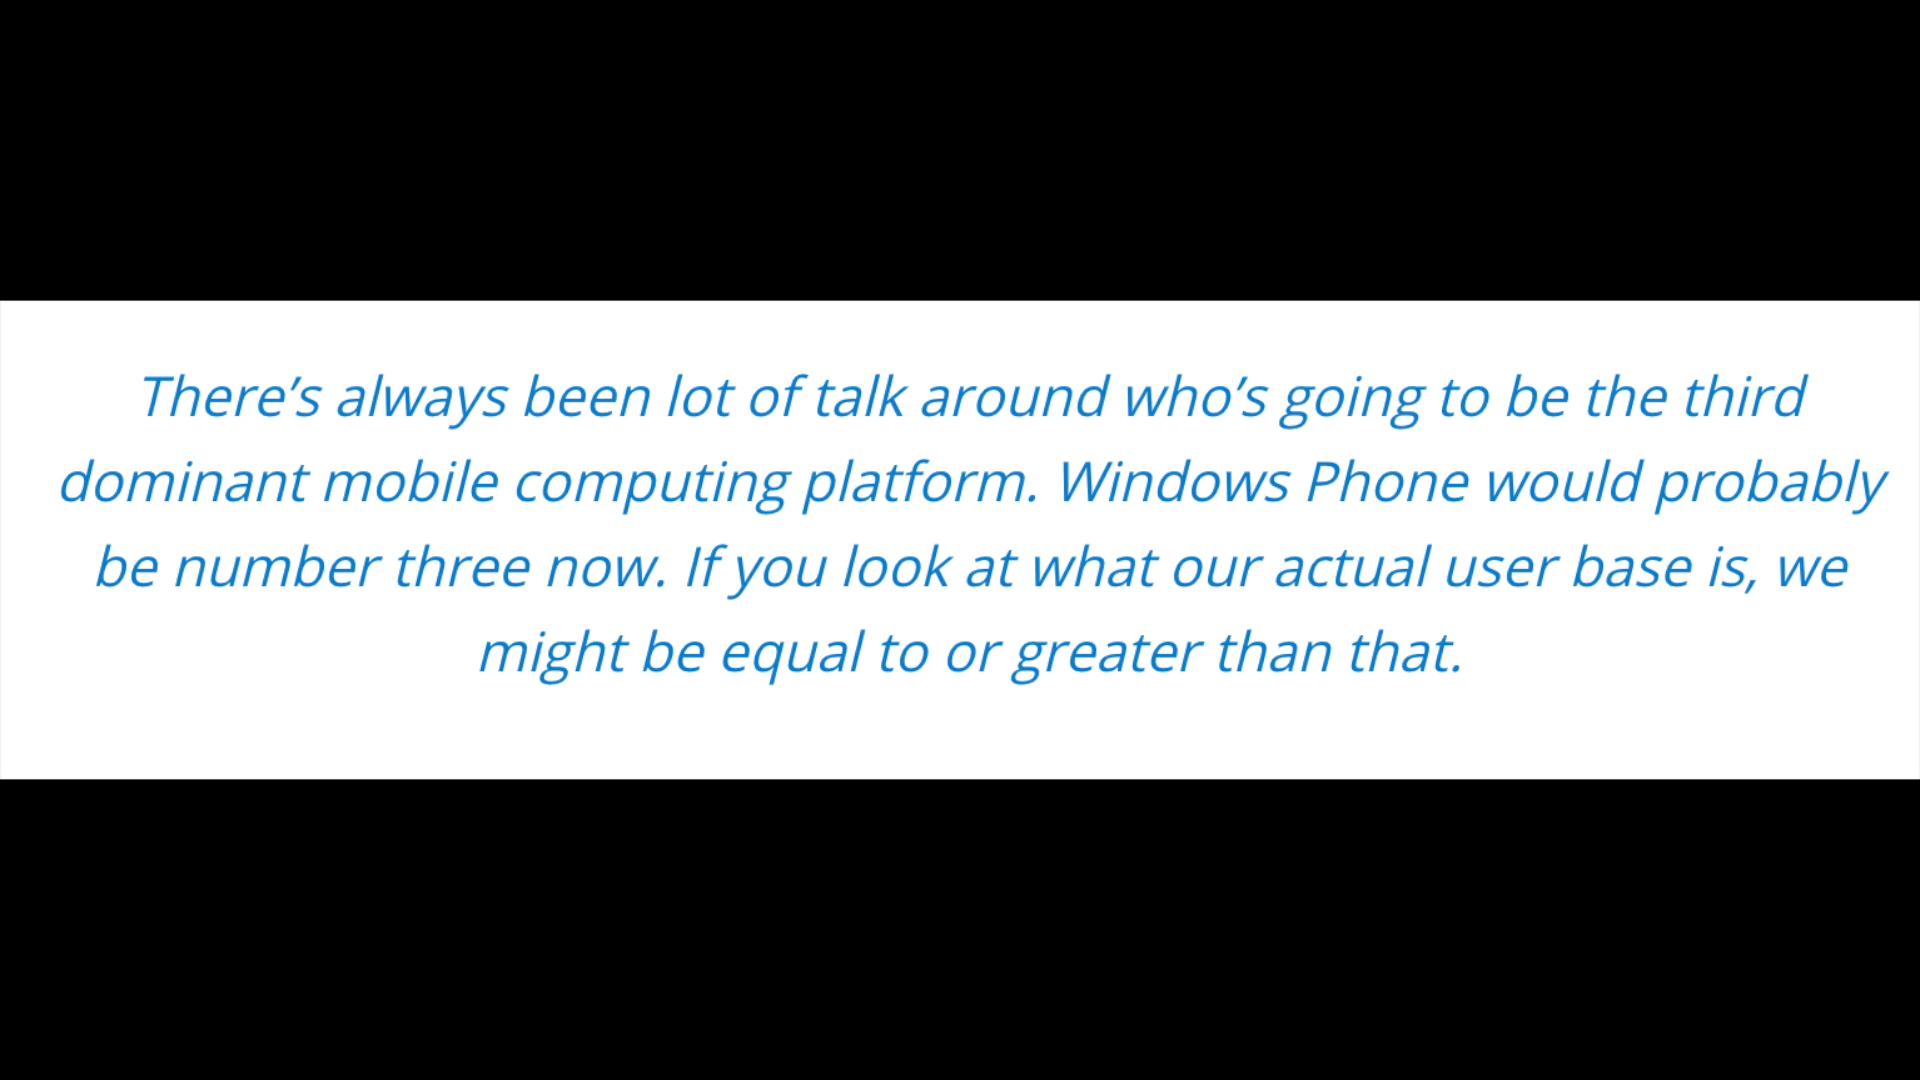 There’s always been lot of talk around who’s going to be the third
dominant mobile computing platform. Windows Phone would probably
be number three now. If you look at what our actual user base is, we
might be equal to or greater than that.